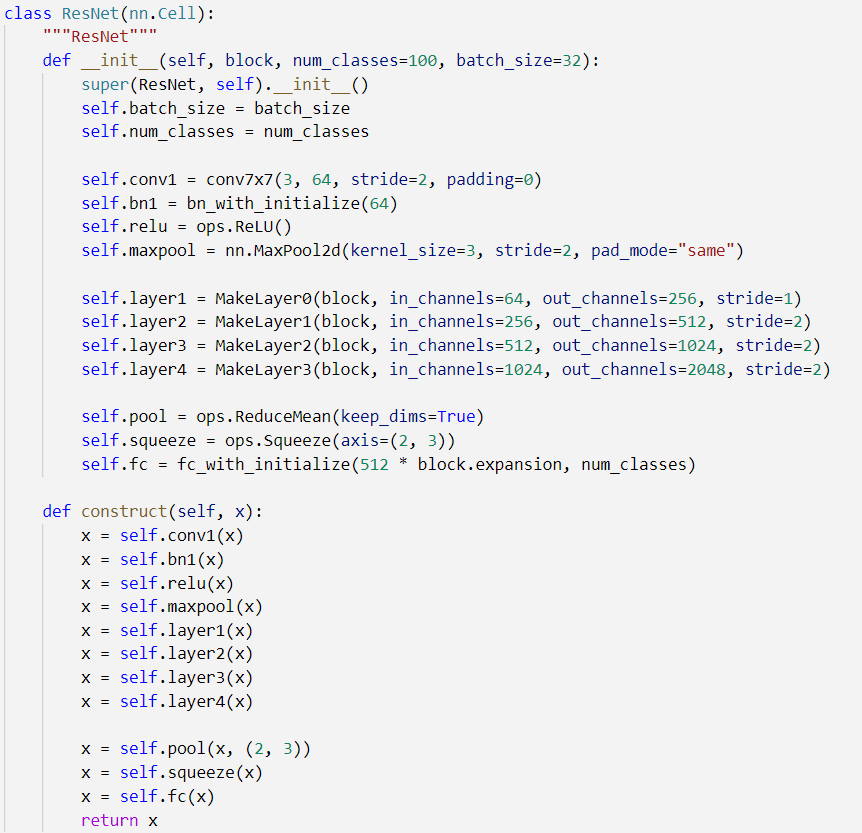 class ResNet(nn.Cell):
    """ResNet"""
    def __init__(self, block, num_classes=100, batch_size=32):
        super(ResNet, self).__init__()
        self.batch_size = batch_size
        self.num_classes = num_classes

        self.conv1 = conv7x7(3, 64, stride=2, padding=0)
        self.bn1 = bn_with_initialize(64)
        self.relu = ops.ReLU()
        self.maxpool = nn.MaxPool2d(kernel_size=3, stride=2, pad_mode="same")

        self.layer1 = MakeLayer0(block, in_channels=64, out_channels=256, stride=1)
        self.layer2 = MakeLayer1(block, in_channels=256, out_channels=512, stride=2)
        self.layer3 = MakeLayer2(block, in_channels=512, out_channels=1024, stride=2)
        self.layer4 = MakeLayer3(block, in_channels=1024, out_channels=2048, stride=2)

        self.pool = ops.ReduceMean(keep_dims=True)
        self.squeeze = ops.Squeeze(axis=(2, 3))
        self.fc = fc_with_initialize(512 * block.expansion, num_classes)

    def construct(self, x):
        x = self.conv1(x)
        x = self.bn1(x)
        x = self.relu(x)
        x = self.maxpool(x)
        x = self.layer1(x)
        x = self.layer2(x)
        x = self.layer3(x)
        x = self.layer4(x)

        x = self.pool(x, (2, 3))
        x = self.squeeze(x)
        x = self.fc(x)
        return x